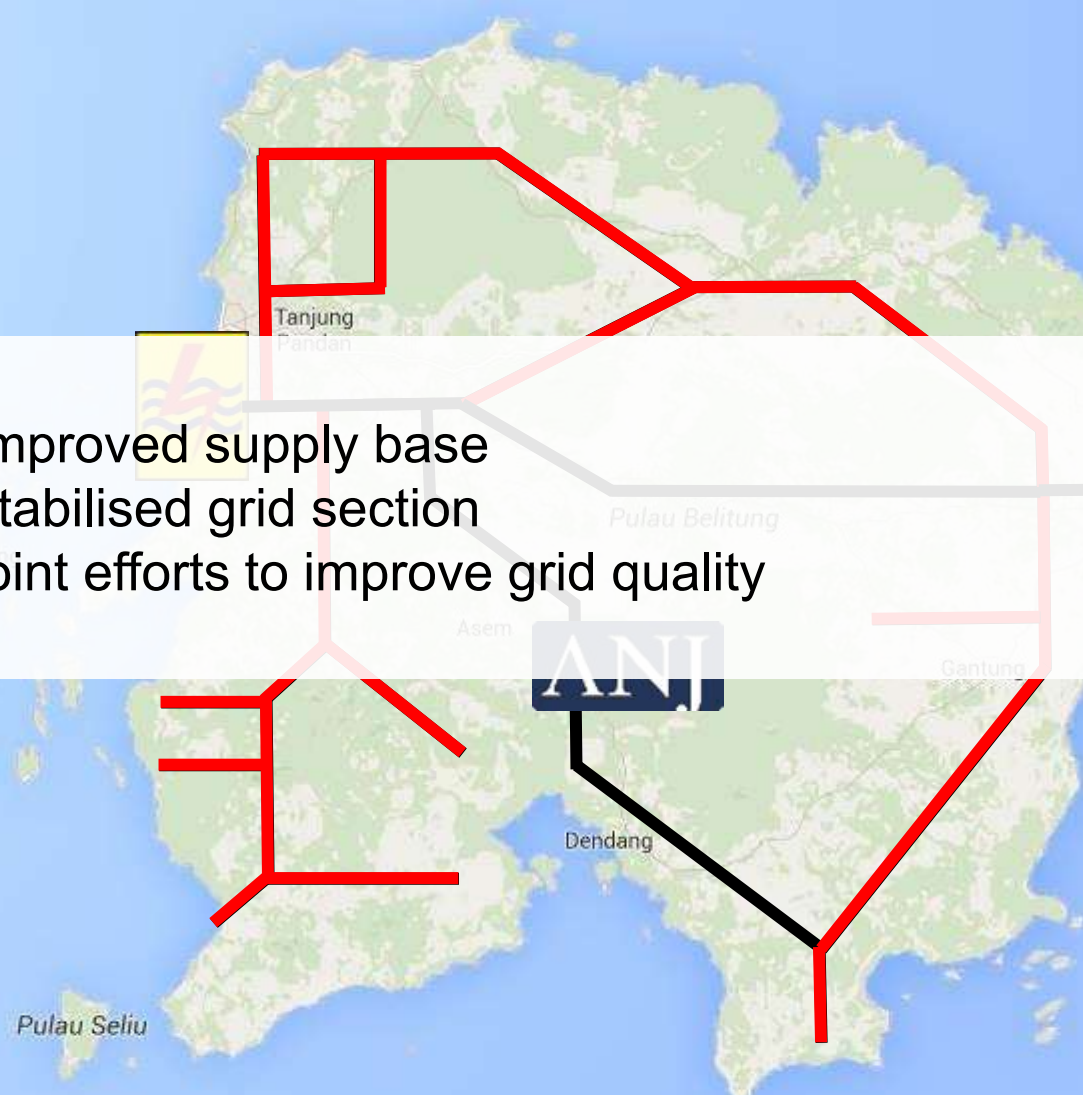 Tanjung
Pandan
mproved supply base
tabilised grid section
Pulau Belitung
oint efforts to improve grid quality
Asem
ANJ
Gantung
Dendang
Pulau Seliu